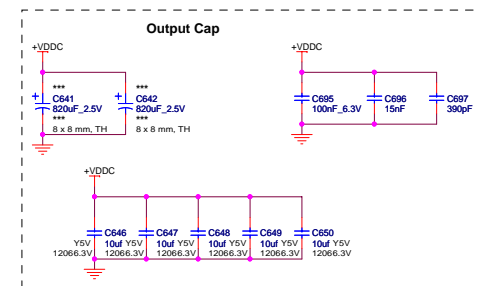 Output Cap
+VDDC
+VDDC
***
***
C641
C642
820uF_2.5V
820uF_2.5V
***
***
8 x 8 mm, TH
8 x 8 mm, TH
C695
C696
C697
100nF_6.3V
15nF
390pF
+VDDC
C646
C647
C648
C649
C650
Y5V
10uf
Y5V
10uf
Y5V
10uf
Y5V
10uf
Y5V
10uf
12066.3V
12066.3V
12066.3V
12066.3V
12066.3V
+
+